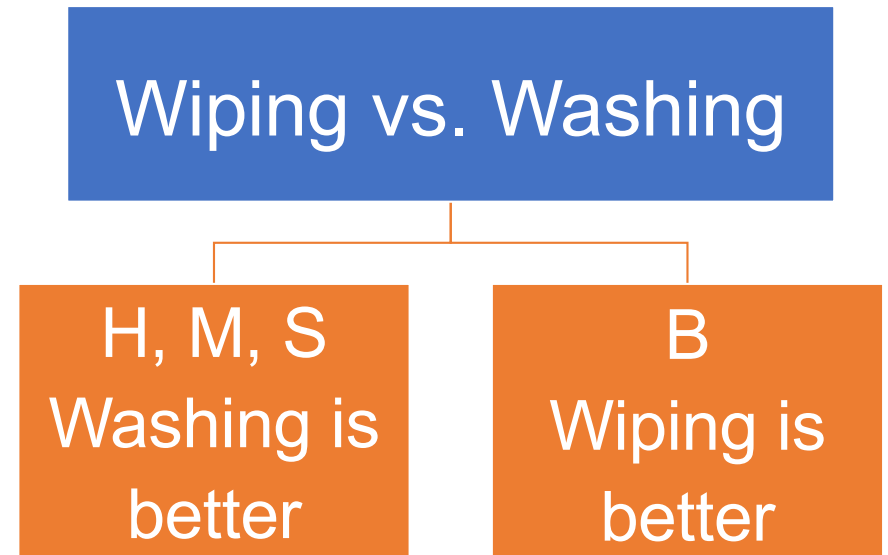 Wiping vs. Washing
H, M, S
Washing is
better
B
Wiping is
better